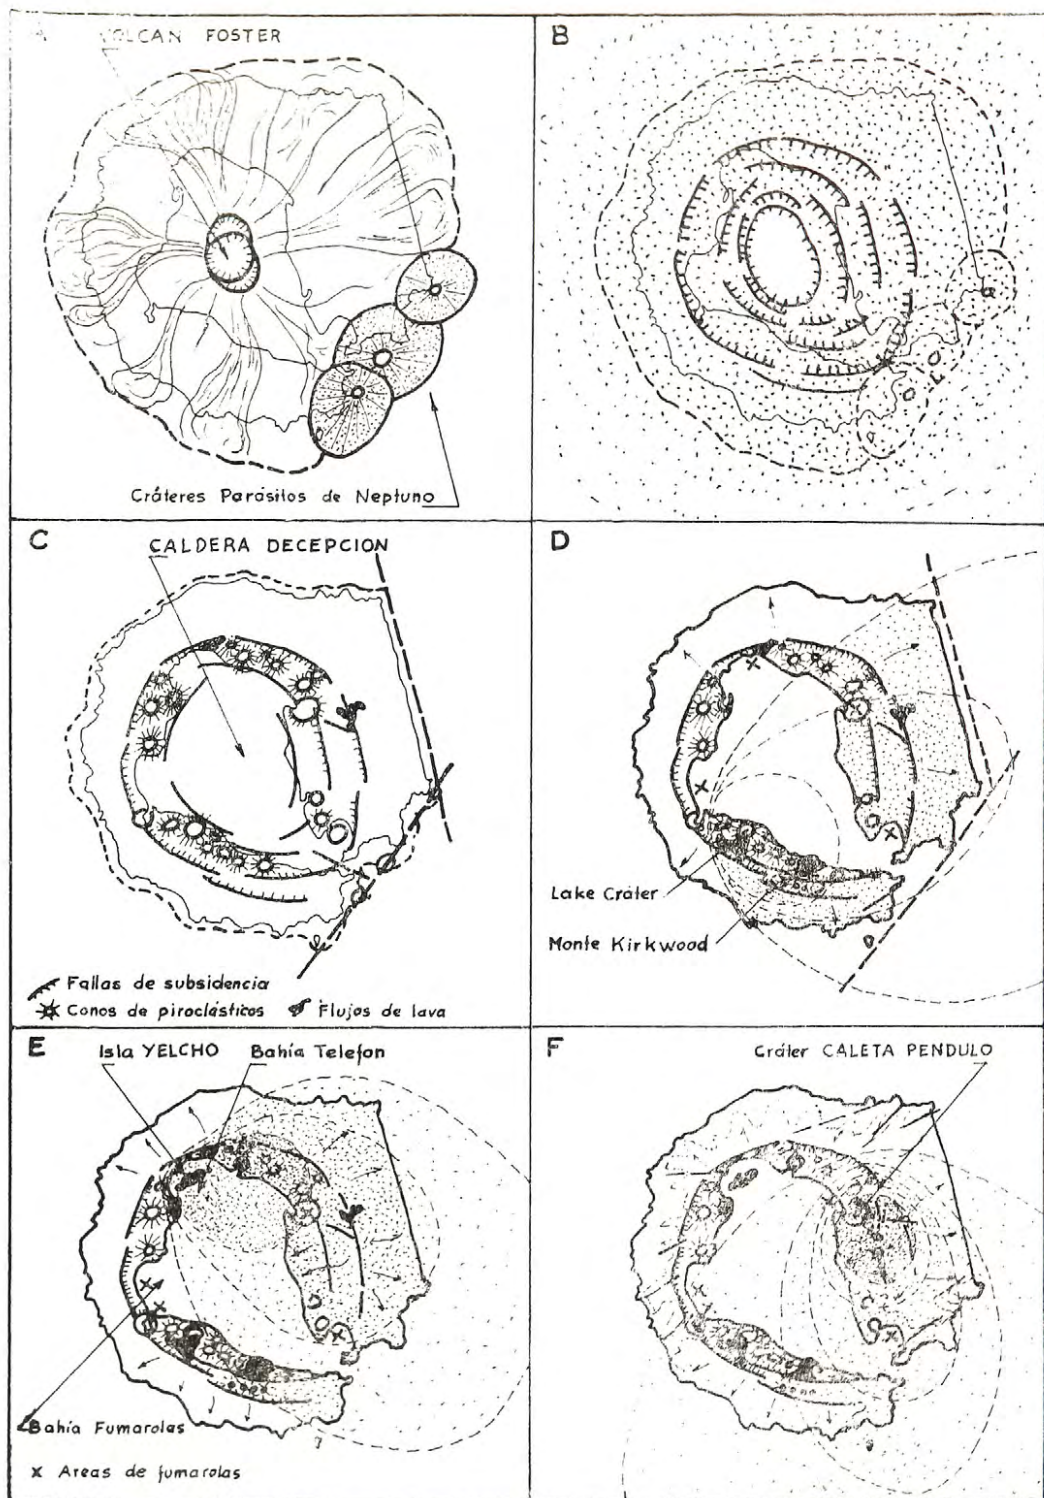 A VOLCAN FOSTER
Cráteres Parásitos de Neptuno
B
C
CALDERA DECEPCION
Fallas de subsidencia
Conos de piroclásticos Flujos de lava
D
Lake Cráter
Monte Kirkwood
E Isla YELCHO Bahía Telefon
Bahía Fumarolas
x Areas de fumarolas
F Cráter CALETA PENDULO